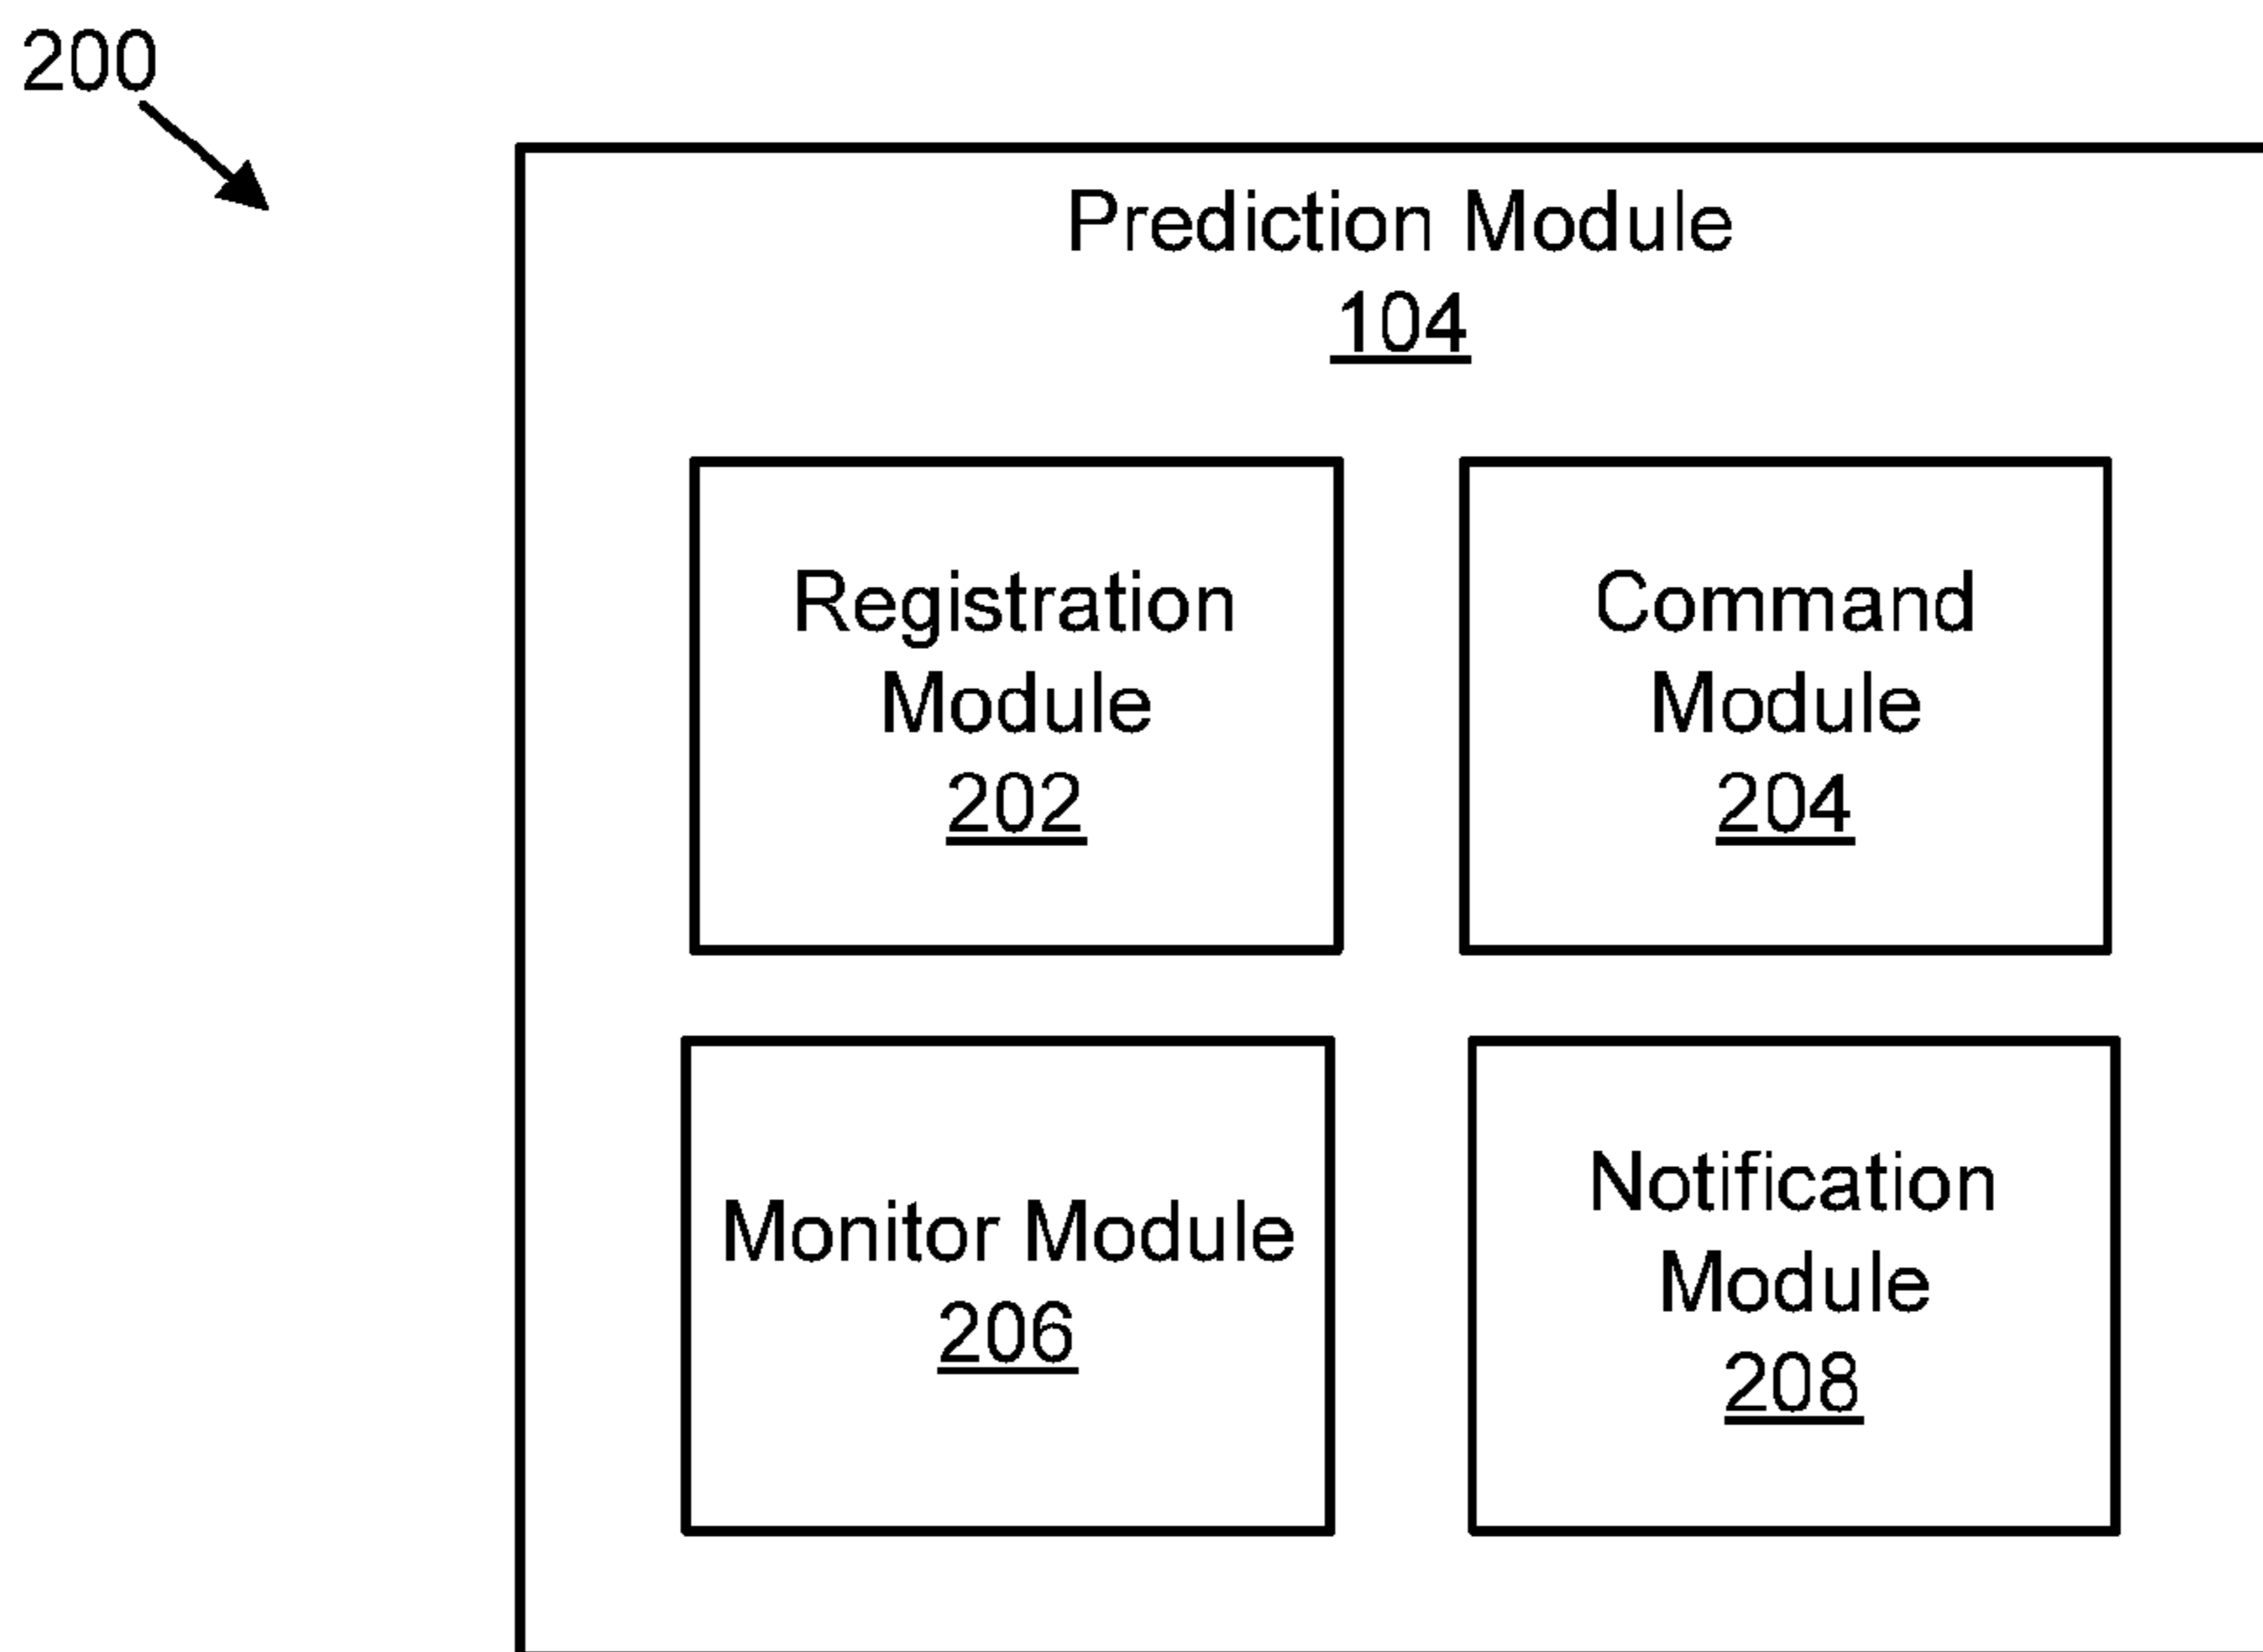 200
Prediction Module
104
Registration
Module
202
Command
Module
204
Monitor Module
206
Notification
Module
208